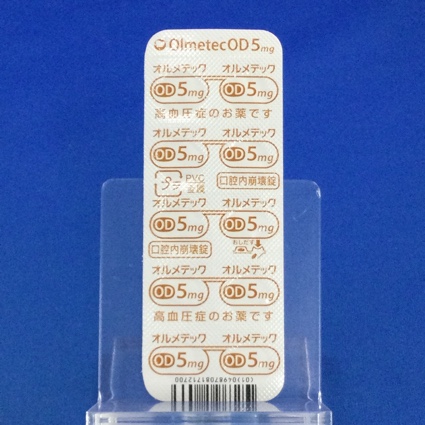 OlmetecOD5mg
オルメテック オルメテック
OD5mg OD5mg
高血圧症のお薬です
オルメテック オルメテック
OD5mg OD5mg
プラ PVC 口腔内崩壊錠
オルメテック オルメテック
OD5mg OD5mg
口腔内崩壊錠 おしだす
オルメテック オルメテック
OD5mg OD5mg
高血圧症のお薬です
オルメテック オルメテック
OD5mg OD5mg
(01)04987081712700